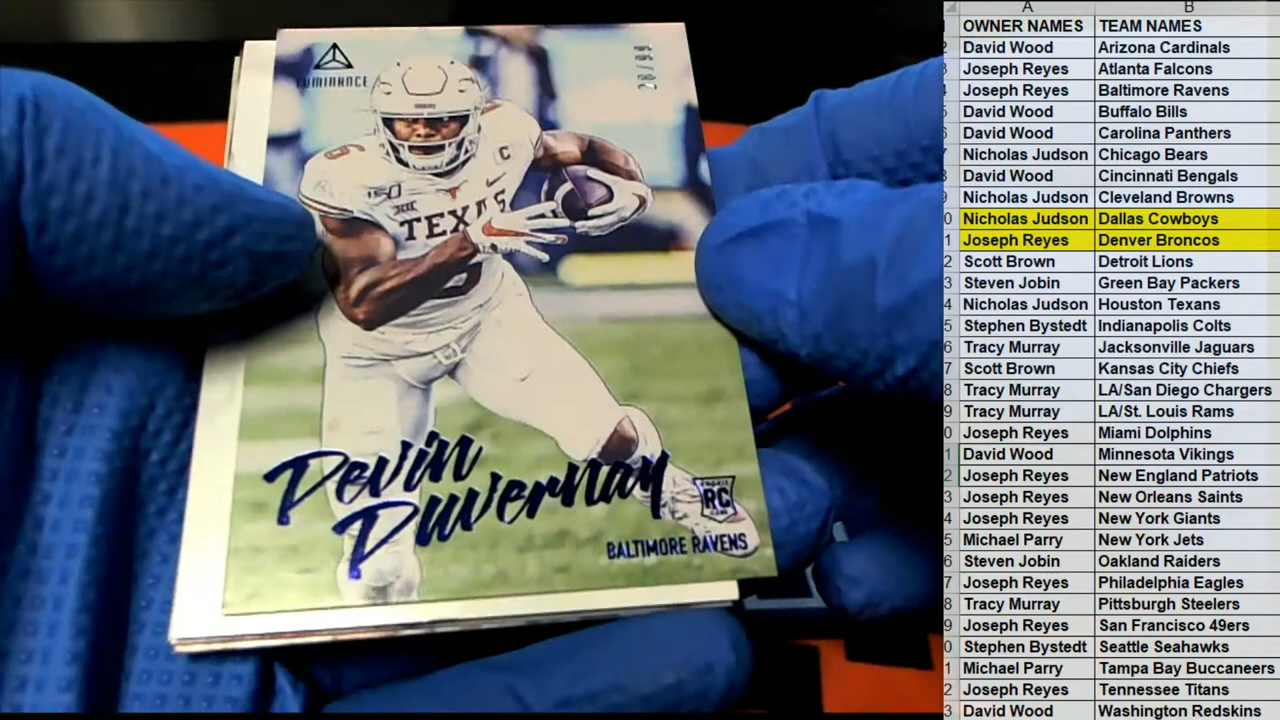 LUMINANCE
6
C
150
XII
TEXAS
Devin
Duvernay
ROOKIE
RC
BALTIMORE RAVENS
A B
OWNER NAMES TEAM NAMES
David Wood Arizona Cardinals
Joseph Reyes Atlanta Falcons
Joseph Reyes Baltimore Ravens
David Wood Buffalo Bills
David Wood Carolina Panthers
Nicholas Judson Chicago Bears
David Wood Cincinnati Bengals
Nicholas Judson Cleveland Browns
Nicholas Judson Dallas Cowboys
Joseph Reyes Denver Broncos
Scott Brown Detroit Lions
Steven Jobin Green Bay Packers
Nicholas Judson Houston Texans
Stephen Bystedt Indianapolis Colts
Tracy Murray Jacksonville Jaguars
Scott Brown Kansas City Chiefs
Tracy Murray LA/San Diego Chargers
Tracy Murray LA/St. Louis Rams
Joseph Reyes Miami Dolphins
David Wood Minnesota Vikings
Joseph Reyes New England Patriots
Joseph Reyes New Orleans Saints
Joseph Reyes New York Giants
Michael Parry New York Jets
Steven Jobin Oakland Raiders
Joseph Reyes Philadelphia Eagles
Tracy Murray Pittsburgh Steelers
Joseph Reyes San Francisco 49ers
Stephen Bystedt Seattle Seahawks
Michael Parry Tampa Bay Buccaneers
Joseph Reyes Tennessee Titans
David Wood Washington Redskins